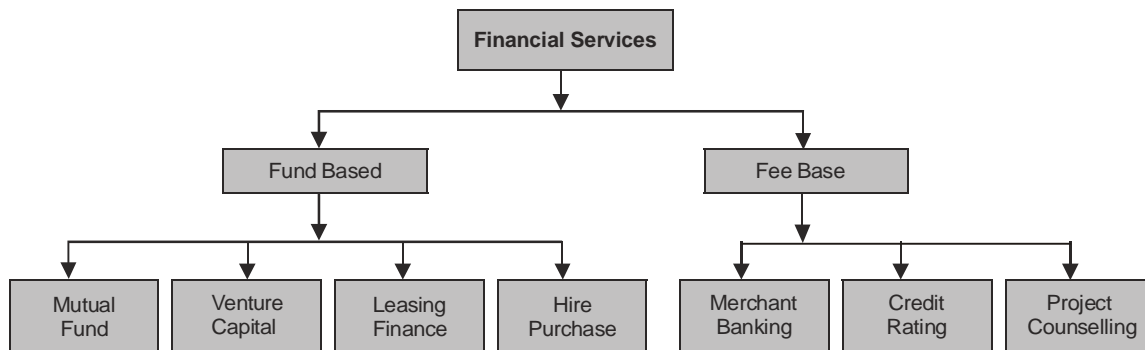 Financial Services
Fund Based
Fee Base
Mutual
Fund
Venture
Capital
Leasing
Finance
Hire
Purchase
Merchant
Banking
Credit
Rating
Project
Counselling